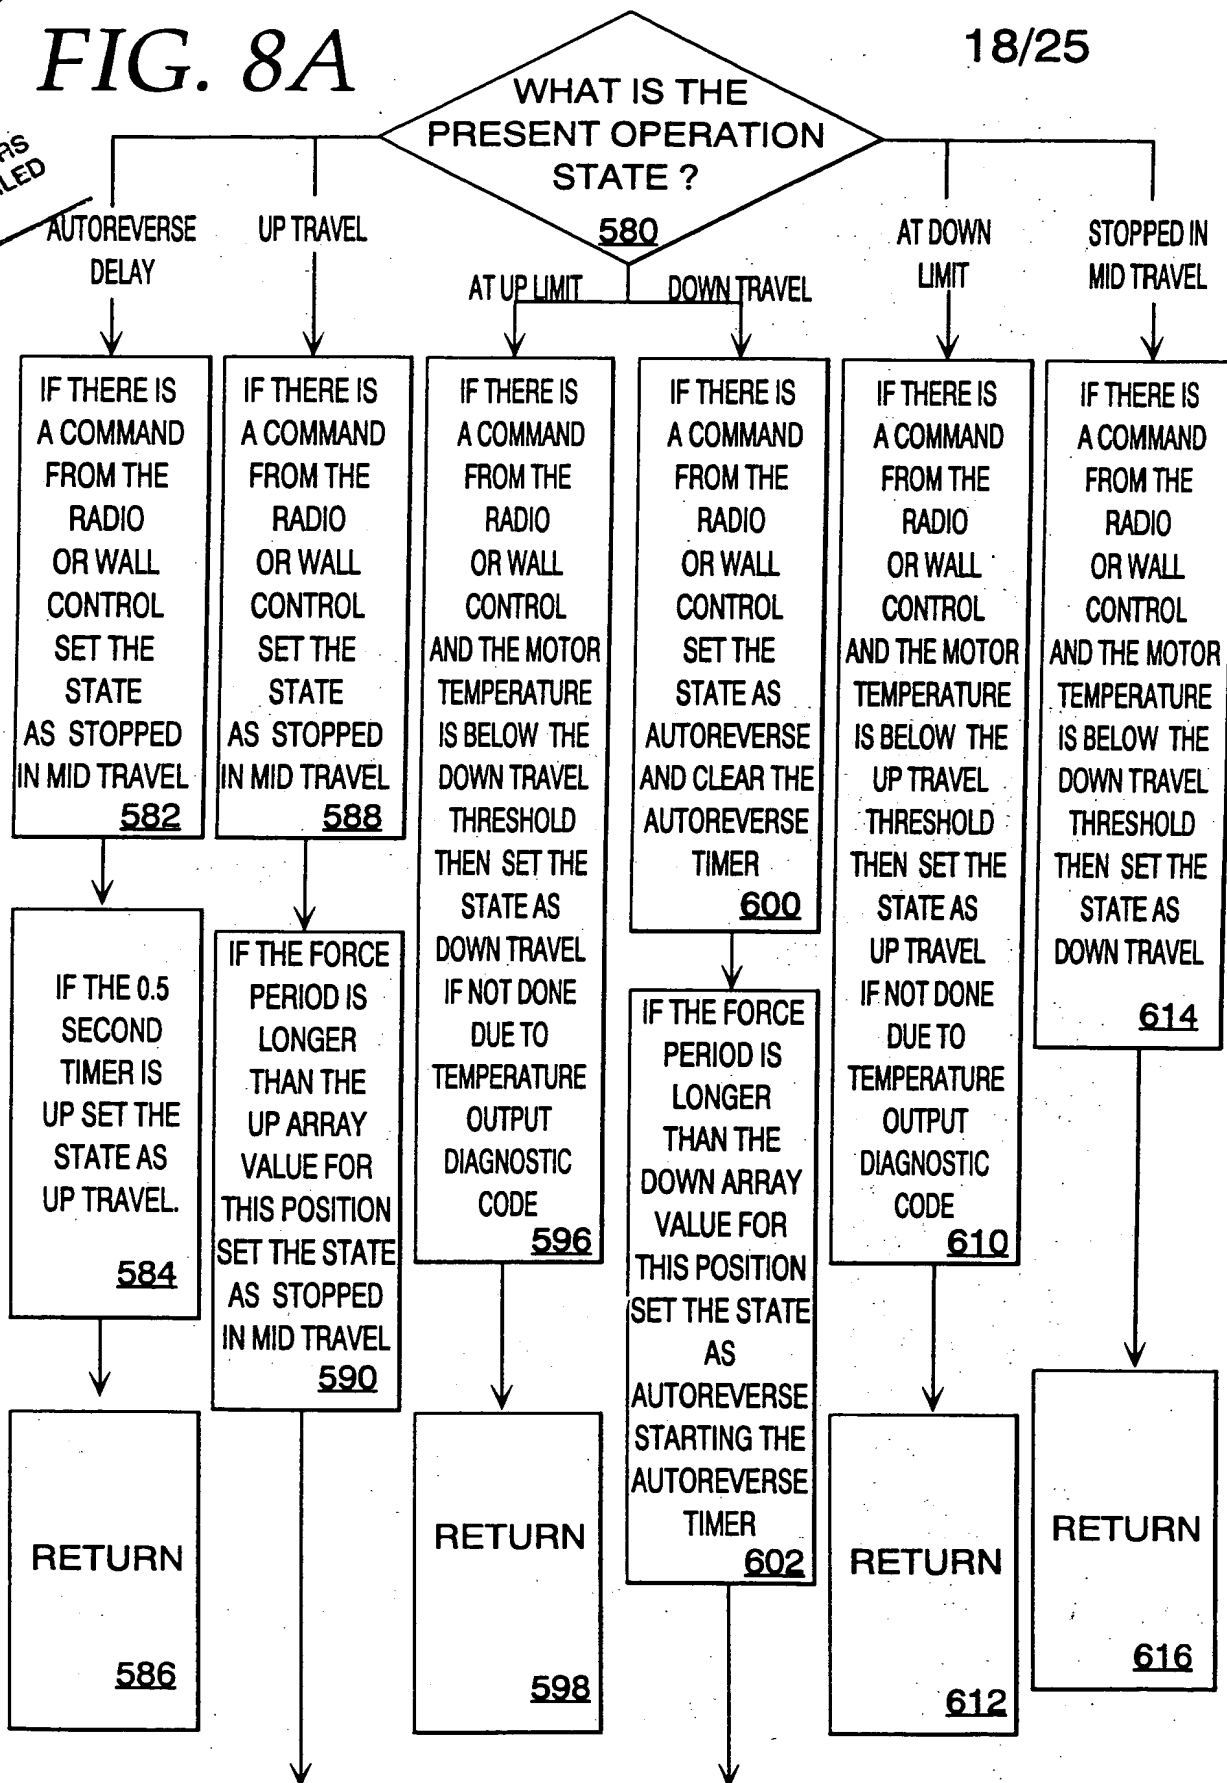 FIG. 8A
18/25
WHAT IS THE
PRESENT OPERATION
STATE ?
580
AUTOREVERSE
DELAY
UP TRAVEL
AT UP LIMIT
DOWN TRAVEL
AT DOWN
LIMIT
STOPPED IN
MID TRAVEL
IF THERE IS
A COMMAND
FROM THE
RADIO
OR WALL
CONTROL
SET THE
STATE
AS STOPPED
IN MID TRAVEL
582
IF THE 0.5
SECOND
TIMER IS
UP SET THE
STATE AS
UP TRAVEL.
584
RETURN
586
IF THERE IS
A COMMAND
FROM THE
RADIO
OR WALL
CONTROL
SET THE
STATE
AS STOPPED
IN MID TRAVEL
588
IF THE FORCE
PERIOD IS
LONGER
THAN THE
UP ARRAY
VALUE FOR
THIS POSITION
SET THE STATE
AS STOPPED
IN MID TRAVEL
590
IF THERE IS
A COMMAND
FROM THE
RADIO
OR WALL
CONTROL
AND THE MOTOR
TEMPERATURE
IS BELOW THE
DOWN TRAVEL
THRESHOLD
THEN SET THE
STATE AS
DOWN TRAVEL
IF NOT DONE
DUE TO
TEMPERATURE
OUTPUT
DIAGNOSTIC
CODE
596
RETURN
598
IF THERE IS
A COMMAND
FROM THE
RADIO
OR WALL
CONTROL
SET THE
STATE AS
AUTOREVERSE
AND CLEAR THE
AUTOREVERSE
TIMER
600
IF THE FORCE
PERIOD IS
LONGER
THAN THE
DOWN ARRAY
VALUE FOR
THIS POSITION
SET THE STATE
AS
AUTOREVERSE
STARTING THE
AUTOREVERSE
TIMER
602
IF THERE IS
A COMMAND
FROM THE
RADIO
OR WALL
CONTROL
AND THE MOTOR
TEMPERATURE
IS BELOW THE
UP TRAVEL
THRESHOLD
THEN SET THE
STATE AS
UP TRAVEL
IF NOT DONE
DUE TO
TEMPERATURE
OUTPUT
DIAGNOSTIC
CODE
610
RETURN
612
IF THERE IS
A COMMAND
FROM THE
RADIO
OR WALL
CONTROL
AND THE MOTOR
TEMPERATURE
IS BELOW THE
DOWN TRAVEL
THRESHOLD
THEN SET THE
STATE AS
DOWN TRAVEL
614
RETURN
616